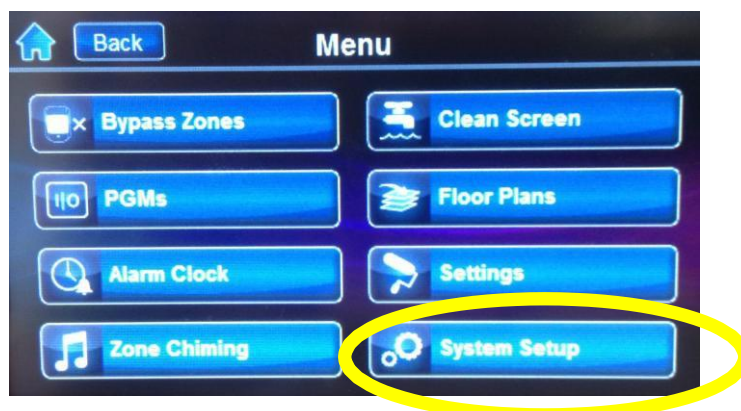 Back
Menu
Bypass Zones
Clean Screen
PGMs
Floor Plans
Alarm Clock
Settings
Zone Chiming
System Setup